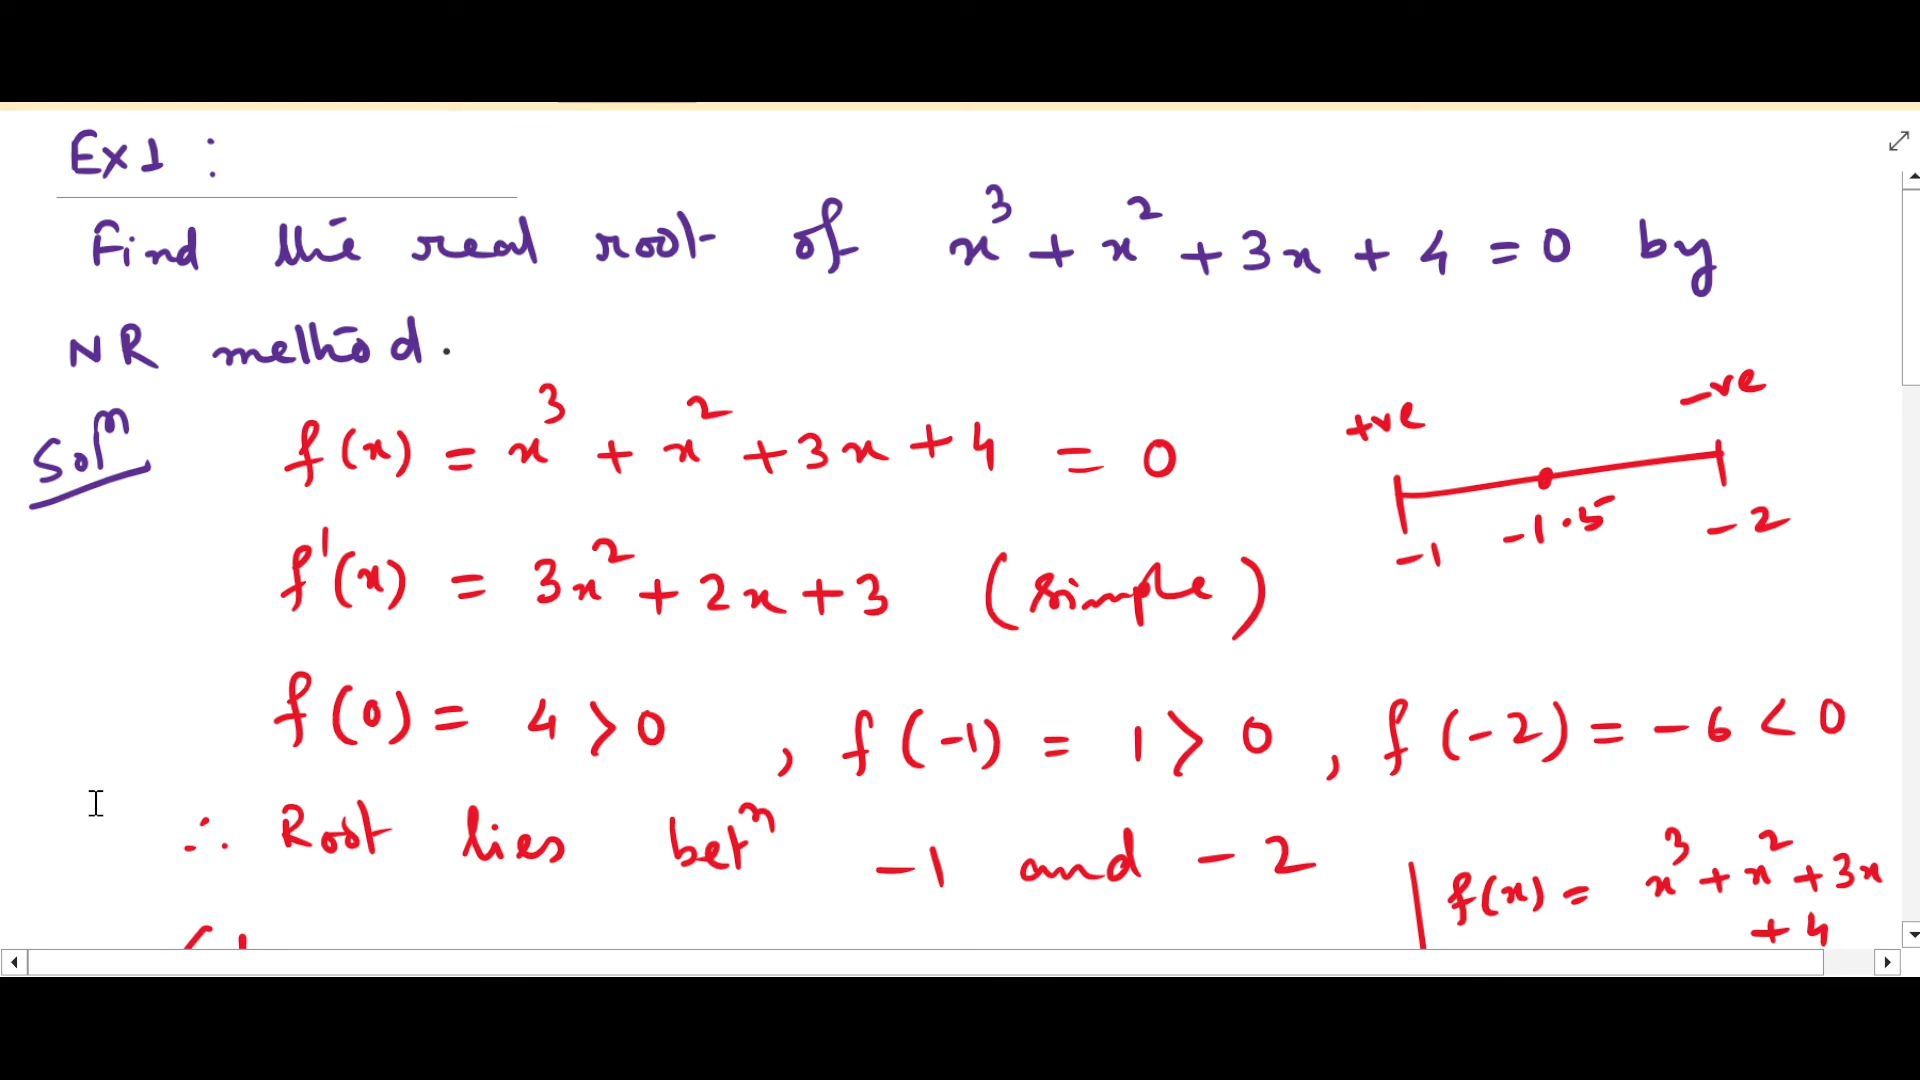 Ex1 :
Find the real root of x³ + x² + 3x + 4 = 0 by
NR method.
Solⁿ
f(x) = x³ + x² + 3x + 4 = 0
+ve -ve
-1 -1.5 -2
f'(x) = 3x² + 2x + 3 (simple)
f(0) = 4 > 0 , f(-1) = 1 > 0 , f(-2) = -6 < 0
∴ Root lies betⁿ -1 and -2
f(x) = x³ + x² + 3x
+ 4